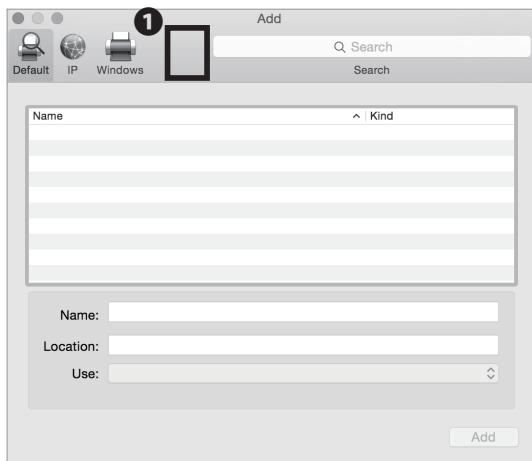 1
Add
Search
Default IP Windows Search
Name Kind
Name:
Location:
Use:
Add